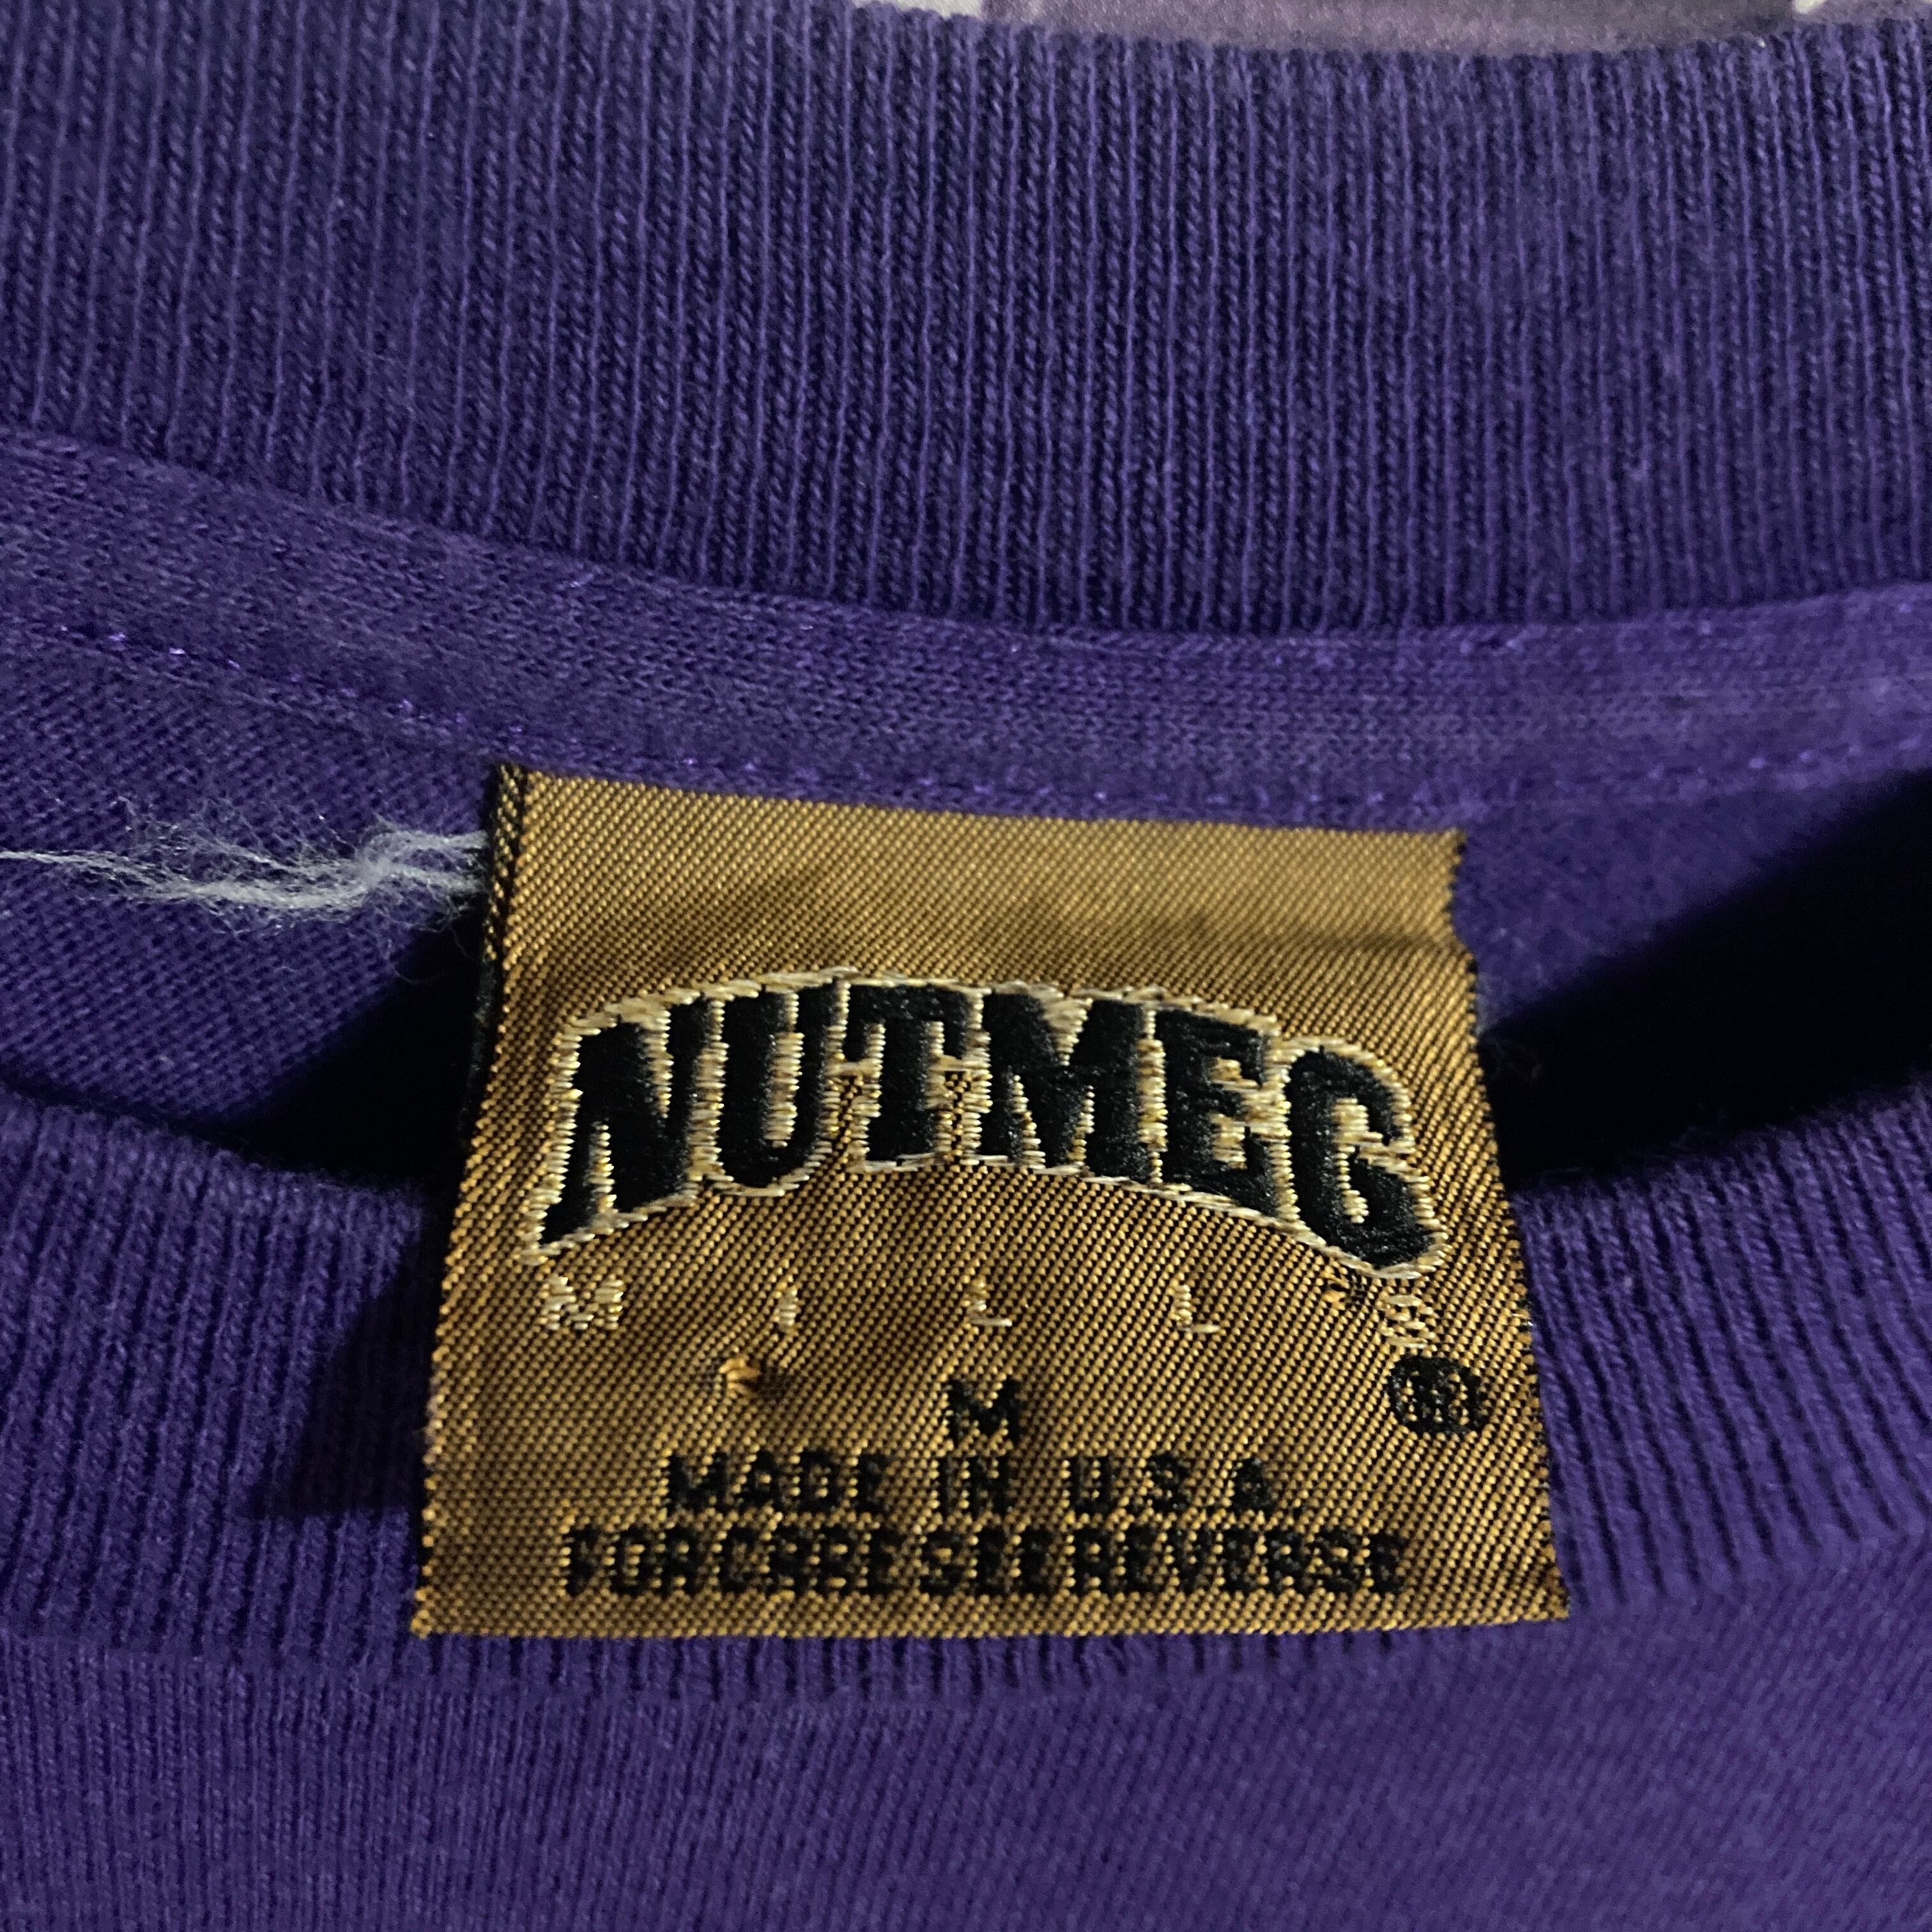 NUTMEG
MILLS
®
M
MADE IN U.S.A.
FOR CARE SEE REVERSE